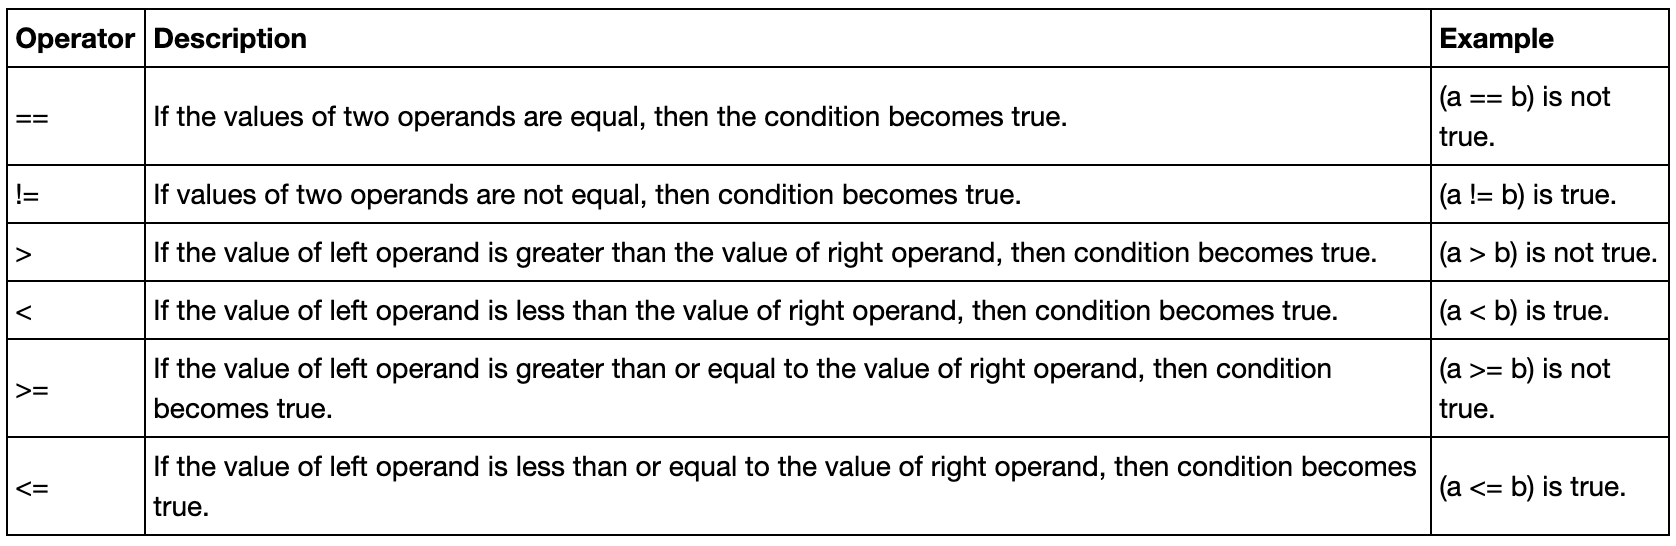 Operator Description Example
== If the values of two operands are equal, then the condition becomes true. (a == b) is not
true.
!= If values of two operands are not equal, then condition becomes true. (a != b) is true.
> If the value of left operand is greater than the value of right operand, then condition becomes true. (a > b) is not true.
< If the value of left operand is less than the value of right operand, then condition becomes true. (a < b) is true.
>= If the value of left operand is greater than or equal to the value of right operand, then condition
becomes true. (a >= b) is not
true.
<= If the value of left operand is less than or equal to the value of right operand, then condition becomes
true. (a <= b) is true.